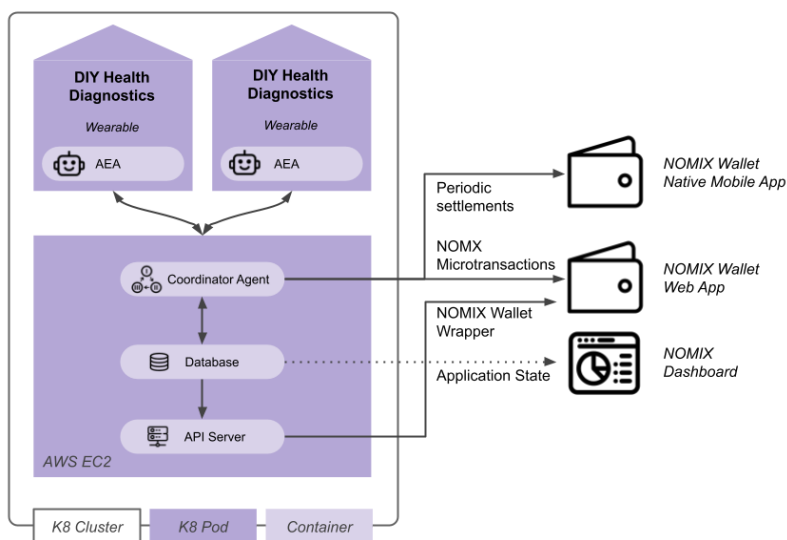 DIY Health
Diagnostics
Wearable
AEA
DIY Health
Diagnostics
Wearable
AEA
Periodic
settlements
NOMIX Wallet
Native Mobile App
Coordinator Agent
NOMX
Microtransactions
NOMIX Wallet
Web App
NOMIX Wallet
Wrapper
Database
Application State
NOMIX
Dashboard
API Server
AWS EC2
K8 Cluster
K8 Pod
Container